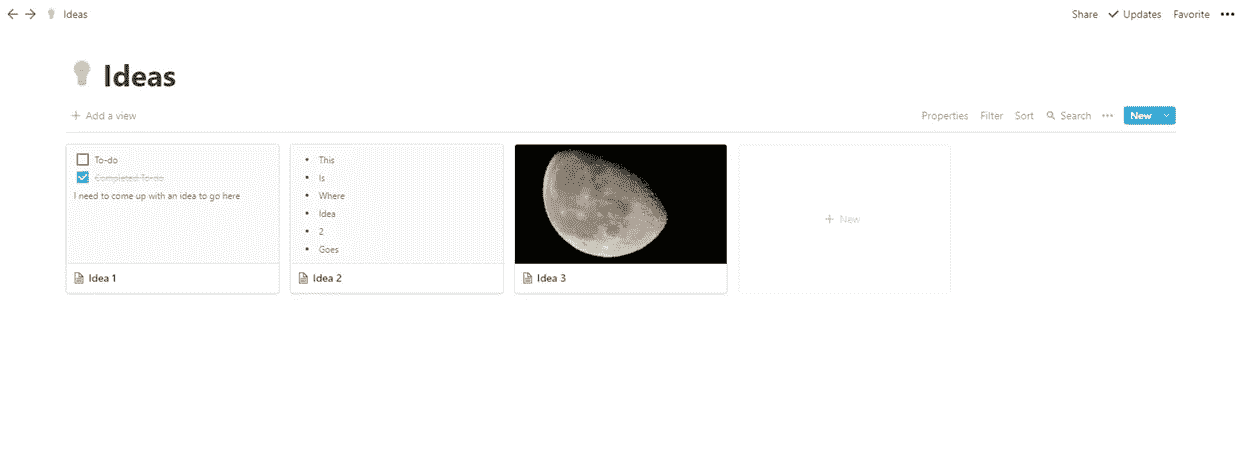 Ideas
Share Updates Favorite
Ideas
Add a view
Properties Filter Sort Search New
To-do
Completed To-do
I need to come up with an idea to go here
Idea 1
This
Is
Where
Idea
2
Goes
Idea 2
Idea 3
New